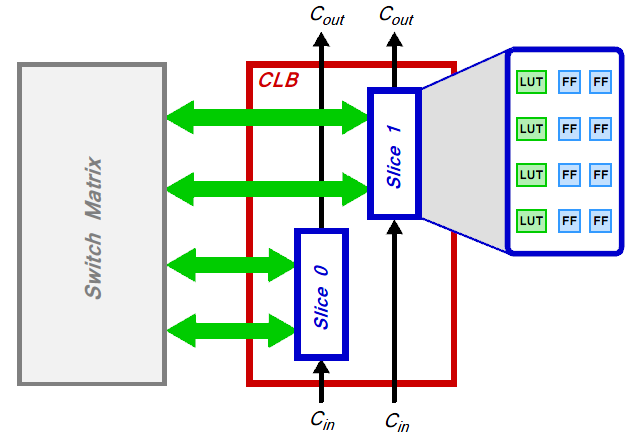 Cout Cout
CLB
LUT FF FF
LUT FF FF
LUT FF FF
LUT FF FF
Slice 1
Switch Matrix
Slice 0
Cin Cin